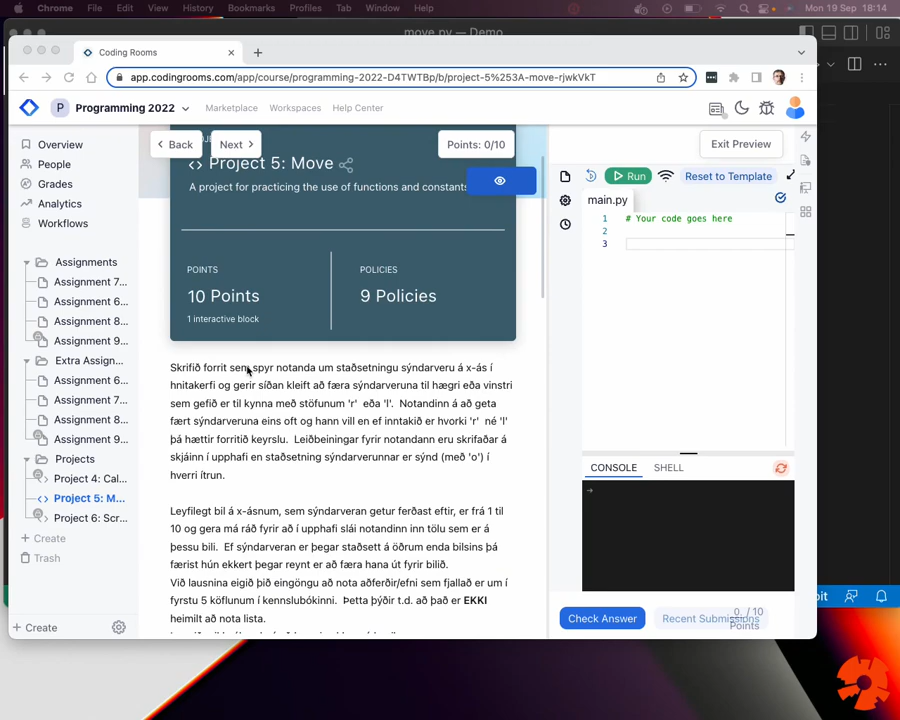 Chrome File Edit View History Bookmarks Profiles Tab Window Help Mon 19 Sep 18:14
move.py — Demo
Coding Rooms
app.codingrooms.com/app/course/programming-2022-D4TWTBp/b/project-5%253A-move-rjwkVkT
P Programming 2022 Marketplace Workspaces Help Center
Overview
People
Grades
Analytics
Workflows
Assignments
Assignment 7...
Assignment 6...
Assignment 8...
Assignment 9...
Extra Assign...
Assignment 6...
Assignment 7...
Assignment 8...
Assignment 9...
Projects
Project 4: Cal...
Project 5: M...
Project 6: Scr...
Create
Trash
Create
Back Next Points: 0/10
Project 5: Move
A project for practicing the use of functions and constants
POINTS POLICIES
10 Points 9 Policies
1 interactive block
Skrifið forrit sem spyr notanda um staðsetningu sýndarveru á x-ás í
hnitakerfi og gerir síðan kleift að færa sýndarveruna til hægri eða vinstri
sem gefið er til kynna með stöfunum 'r' eða 'l'. Notandinn á að geta
fært sýndarveruna eins oft og hann vill en ef inntakið er hvorki 'r' né 'l'
þá hættir forritið keyrslu. Leiðbeiningar fyrir notandann eru skrifaðar á
skjáinn í upphafi en staðsetning sýndarverunnar er sýnd (með 'o') í
hverri ítrun.
Leyfilegt bil á x-ásnum, sem sýndarveran getur ferðast eftir, er frá 1 til
10 og gera má ráð fyrir að í upphafi slái notandinn inn tölu sem er á
þessu bili. Ef sýndarveran er þegar staðsett á öðrum enda bilsins þá
færist hún ekkert þegar reynt er að færa hana út fyrir bilið.
Við lausnina eigið þið eingöngu að nota aðferðir/efni sem fjallað er um í
fyrstu 5 köflunum í kennslubókinni. Þetta þýðir t.d. að það er EKKI
heimilt að nota lista.
Exit Preview
Run Reset to Template
main.py
1 # Your code goes here
2
3
CONSOLE SHELL
Check Answer Recent Submissions 0 / 10
Points